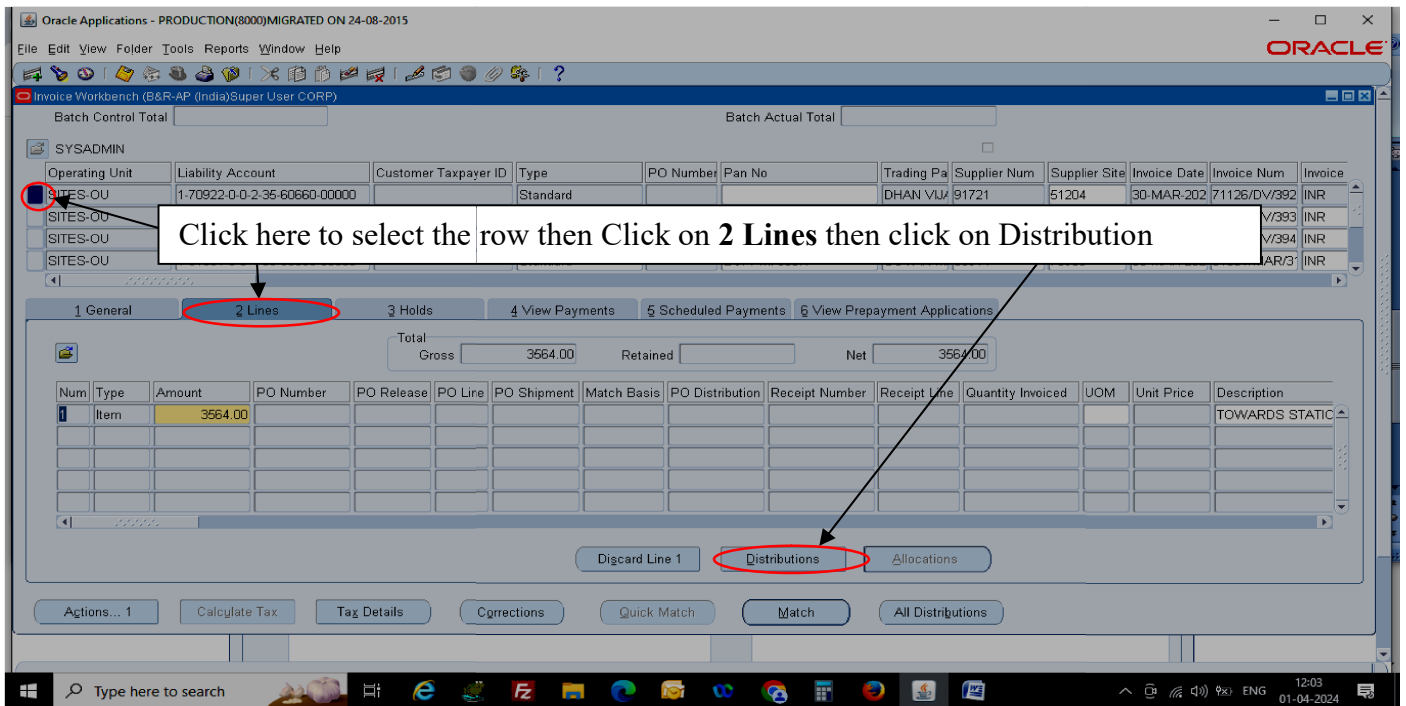 Oracle Applications - PRODUCTION(8000)MIGRATED ON 24-08-2015
File Edit View Folder Tools Reports Window Help
ORACLE
Invoice Workbench (B&R-AP (India)Super User CORP)
Batch Control Total Batch Actual Total
SYSADMIN
Operating Unit Liability Account Customer Taxpayer ID Type PO Number Pan No Trading Pa Supplier Num Supplier Site Invoice Date Invoice Num Invoice
SITES-OU 1-70922-0-0-2-35-60660-00000 Standard DHAN VIJA 91721 51204 30-MAR-202 71126/DV/392 INR
SITES-OU V/393 INR
Click here to select the row then Click on 2 Lines then click on Distribution
SITES-OU V/394 INR
SITES-OU INR
1 General 2 Lines 3 Holds 4 View Payments 5 Scheduled Payments 6 View Prepayment Applications
Total
Gross 3564.00 Retained Net 3564.00
Num Type Amount PO Number PO Release PO Line PO Shipment Match Basis PO Distribution Receipt Number Receipt Line Quantity Invoiced UOM Unit Price Description
1 Item 3564.00 TOWARDS STATIC
Discard Line 1 Distributions Allocations
Actions... 1 Calculate Tax Tax Details Corrections Quick Match Match All Distributions
Type here to search ENG 12:03
01-04-2024